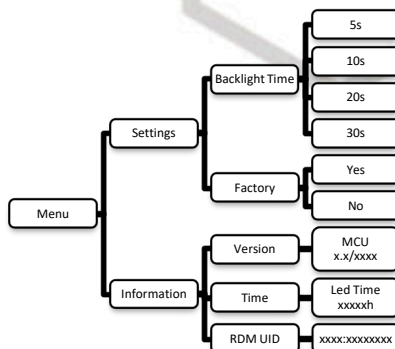 Menu
Settings
Backlight Time
5s
10s
20s
30s
Factory
Yes
No
Information
Version
MCU
x.x/xxxx
Time
Led Time
xxxxxh
RDM UID
xxxx:xxxxxxxx